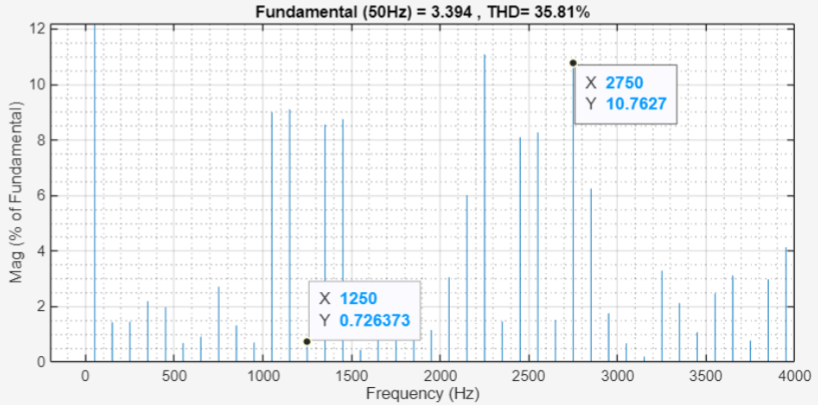 Fundamental (50Hz) = 3.394 , THD= 35.81%
12
10
8
6
4
2
0
Mag (% of Fundamental)
X 2750
Y 10.7627
X 1250
Y 0.726373
0 500 1000 1500 2000 2500 3000 3500 4000
Frequency (Hz)